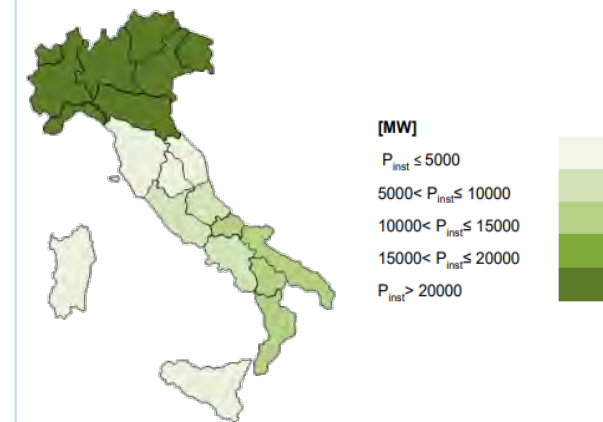 [MW]
Pinst ≤ 5000
5000< Pinst≤ 10000
10000< Pinst≤ 15000
15000< Pinst≤ 20000
Pinst> 20000